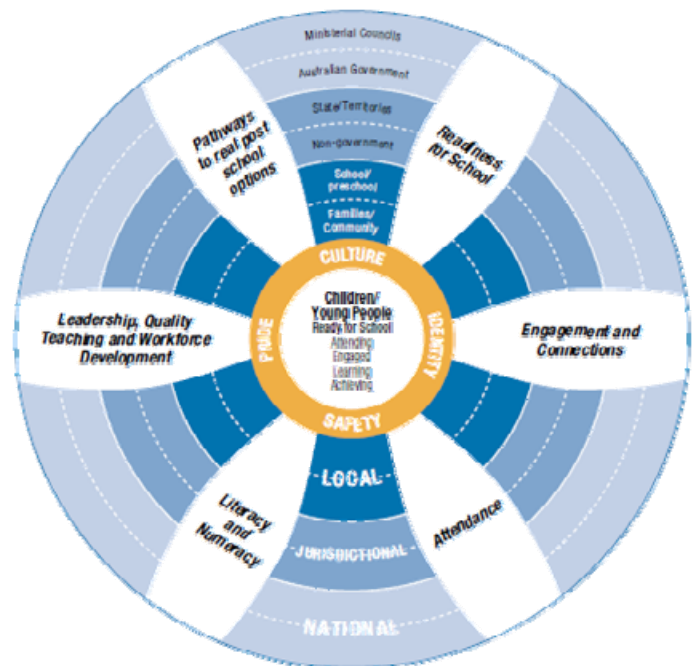 Ministerial Councils
Australian Government
State/Territories
Non-government
School/
preschool
Families/
Community
Pathways
to real post
school
options
Readiness
for School
CULTURE
IDENTITY
SAFETY
PRIDE
Children/
Young People
Ready for School
Attending
Engaged
Learning
Achieving
Leadership, Quality
Teaching and Workforce
Development
Engagement and
Connections
Literacy
and
Numeracy
Attendance
LOCAL
JURISDICTIONAL
NATIONAL